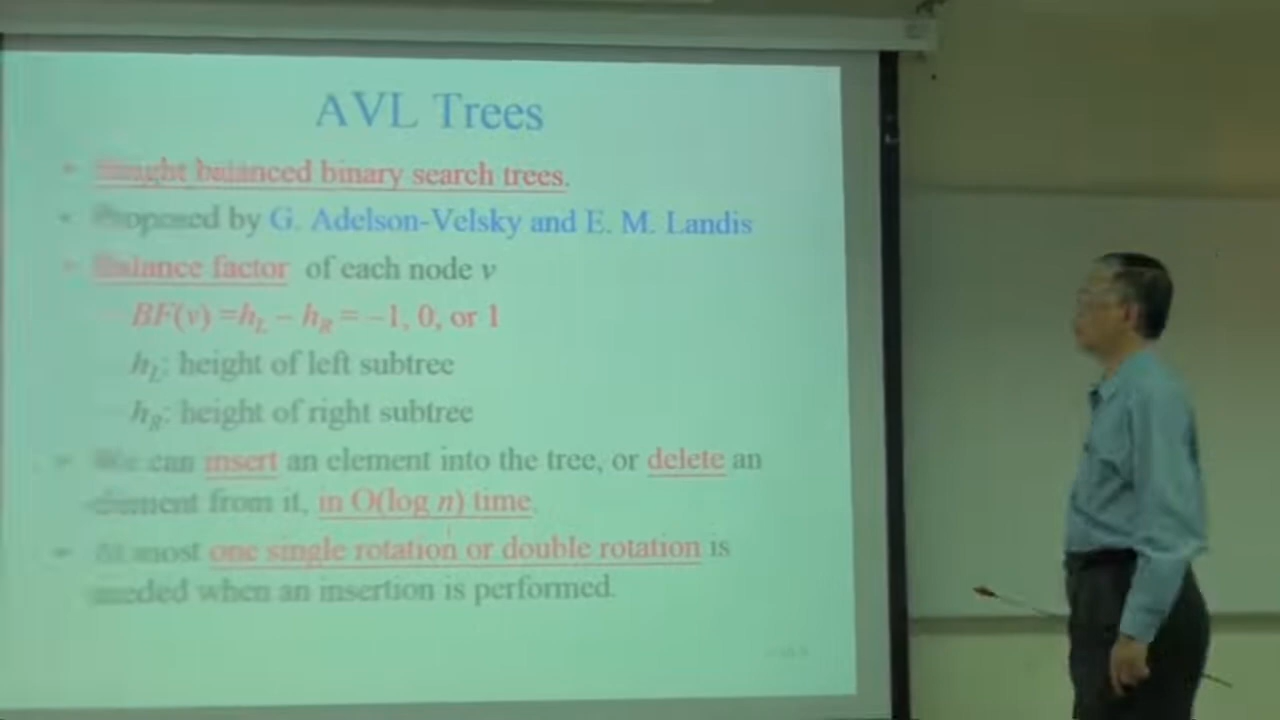 AVL Trees
balanced binary search trees.
Proposed by G. Adelson-Velsky and E. M. Landis
Balance factor of each node v
BF(v) =hL – hR = –1, 0, or 1
hL: height of left subtree
hR: height of right subtree
We can insert an element into the tree, or delete an
element from it, in O(log n) time.
At most one single rotation or double rotation is
needed when an insertion is performed.